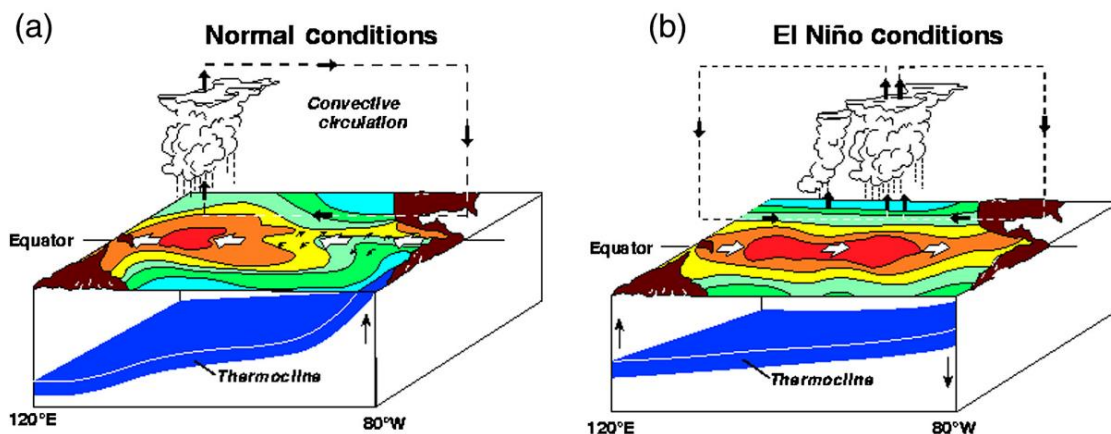 (a)
Normal conditions
Convective
circulation
Equator
Thermocline
120°E
80°W
(b)
El Niño conditions
Equator
Thermocline
120°E
80°W